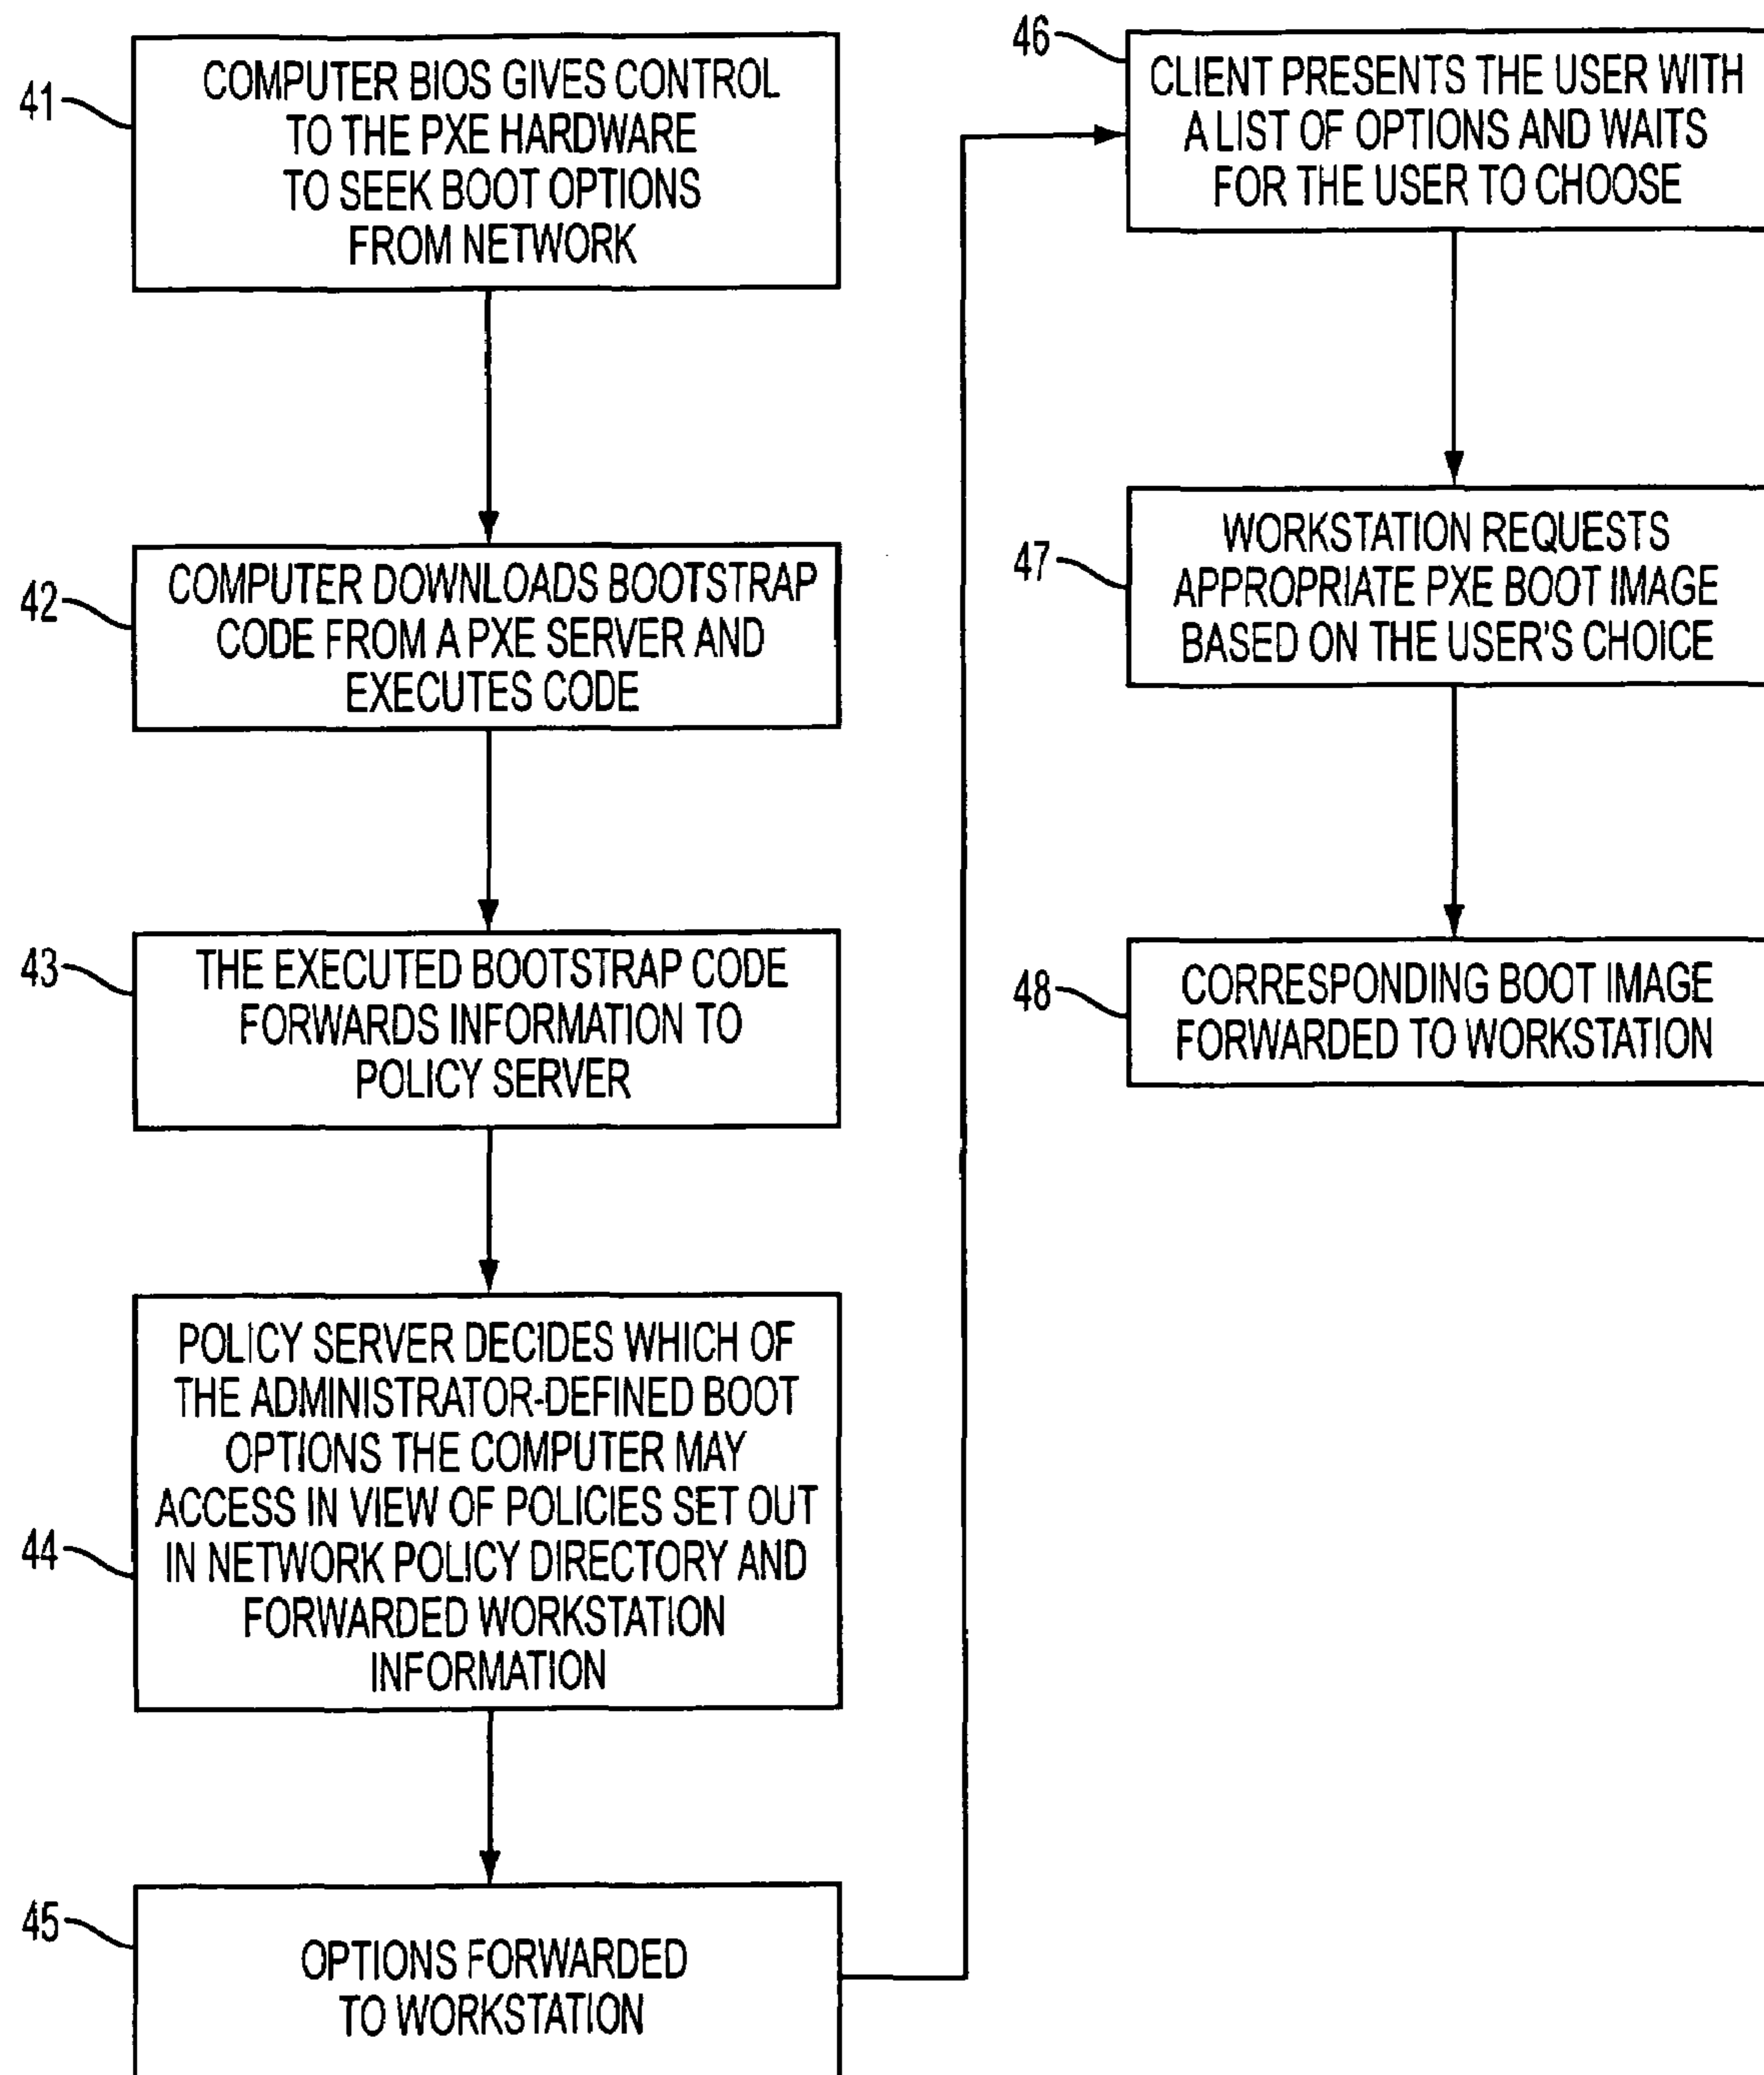 41
COMPUTER BIOS GIVES CONTROL
TO THE PXE HARDWARE
TO SEEK BOOT OPTIONS
FROM NETWORK
42
COMPUTER DOWNLOADS BOOTSTRAP
CODE FROM A PXE SERVER AND
EXECUTES CODE
43
THE EXECUTED BOOTSTRAP CODE
FORWARDS INFORMATION TO
POLICY SERVER
44
POLICY SERVER DECIDES WHICH OF
THE ADMINISTRATOR-DEFINED BOOT
OPTIONS THE COMPUTER MAY
ACCESS IN VIEW OF POLICIES SET OUT
IN NETWORK POLICY DIRECTORY AND
FORWARDED WORKSTATION
INFORMATION
45
OPTIONS FORWARDED
TO WORKSTATION
46
CLIENT PRESENTS THE USER WITH
A LIST OF OPTIONS AND WAITS
FOR THE USER TO CHOOSE
47
WORKSTATION REQUESTS
APPROPRIATE PXE BOOT IMAGE
BASED ON THE USER'S CHOICE
48
CORRESPONDING BOOT IMAGE
FORWARDED TO WORKSTATION